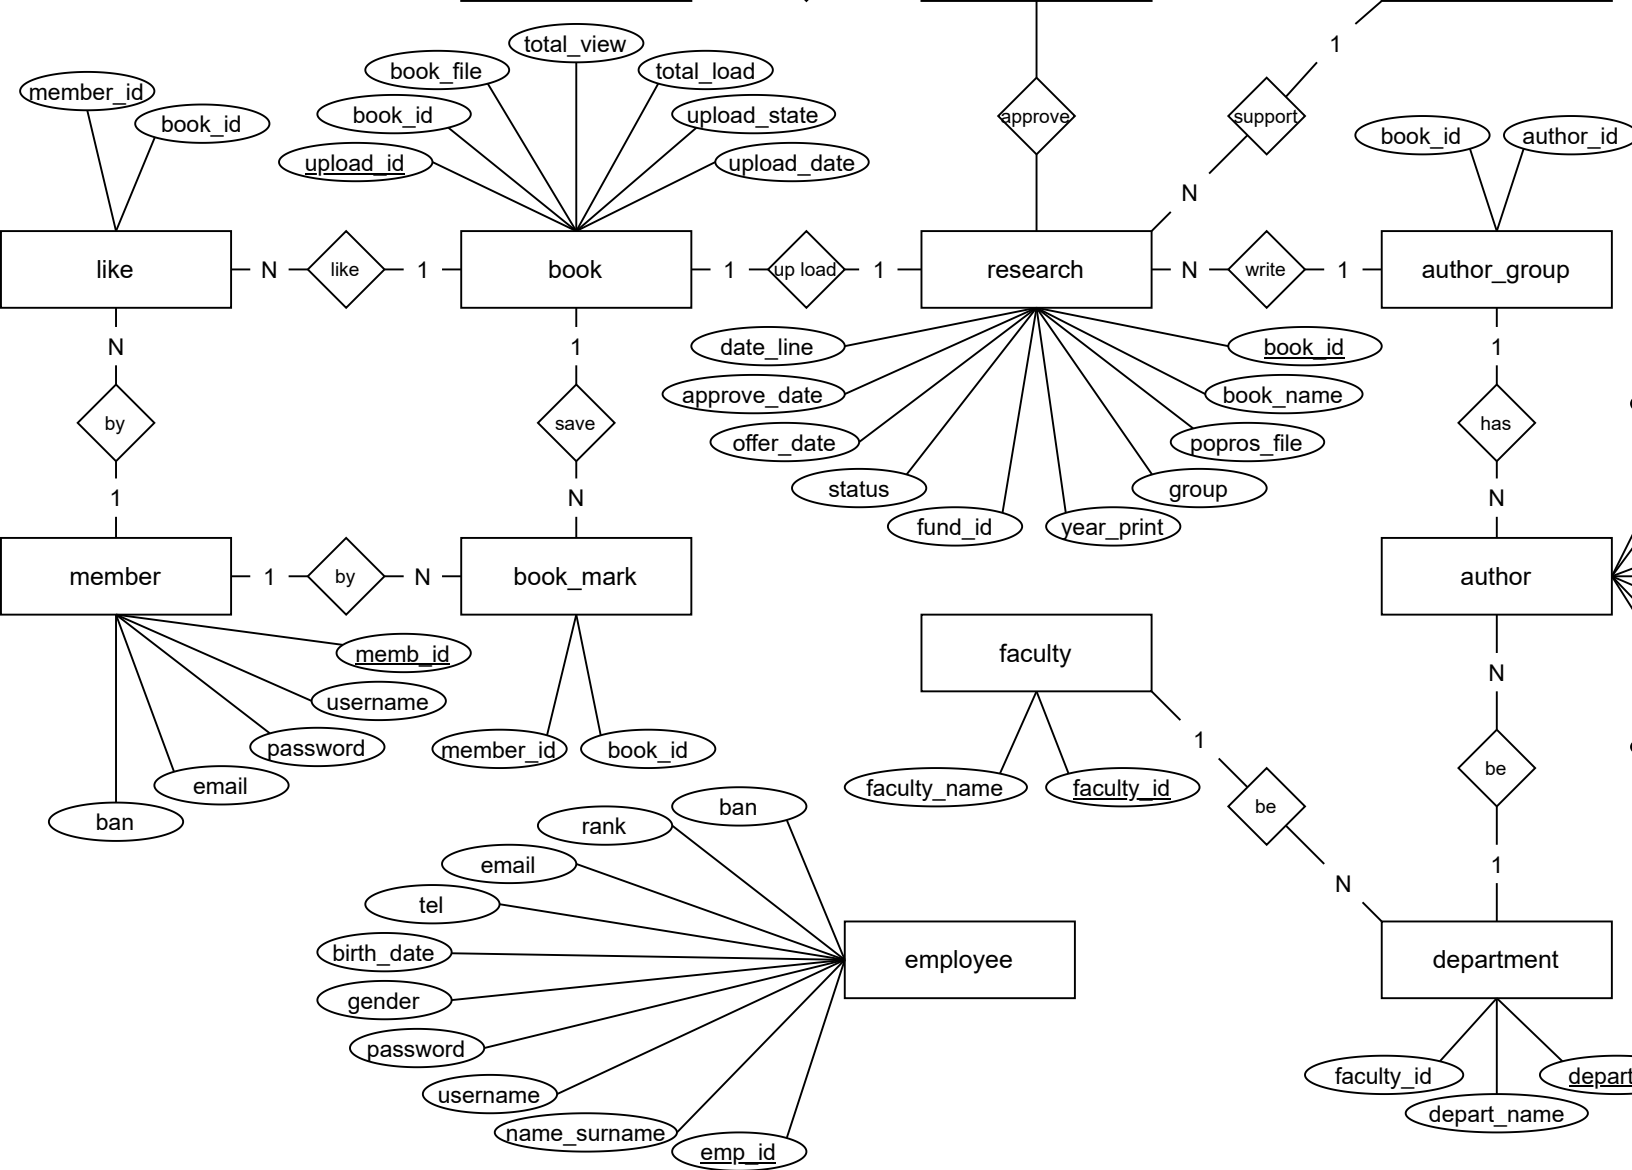 total_view
1
book_file
total_load
member_id
book_id
upload_state
book_id
approve
support
book_id
author_id
upload_id
upload_date
N
like
N
like
1
book
1
up load
1
research
N
write
1
author_group
N
1
date_line
book_id
1
approve_date
book_name
by
save
offer_date
popros_file
has
status
group
1
N
N
fund_id
year_print
member
1
by
N
book_mark
author
memb_id
faculty
N
username
password
member_id
book_id
1
be
email
faculty_name
faculty_id
ban
ban
be
rank
email
1
N
tel
birth_date
employee
department
gender
password
faculty_id
depart
username
depart_name
name_surname
emp_id